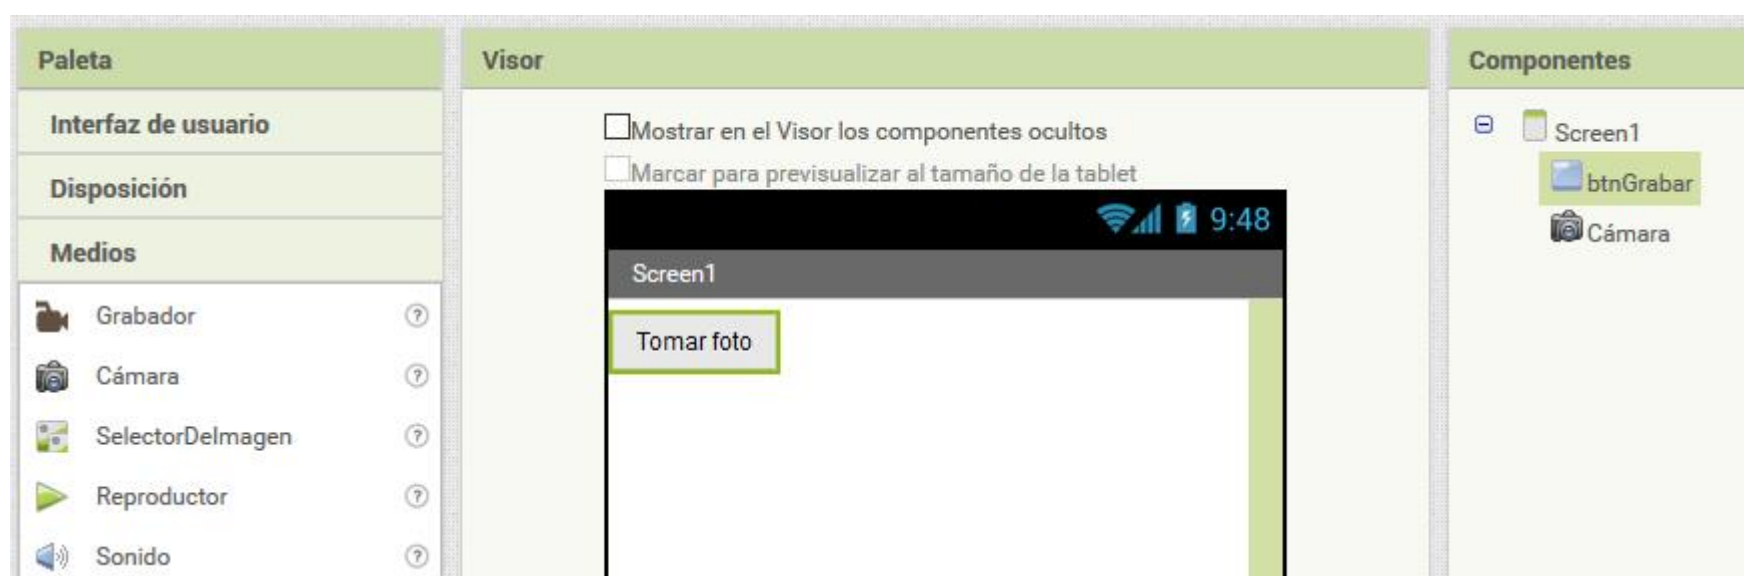 Paleta
Interfaz de usuario
Disposición
Medios
Grabador ?
Cámara ?
SelectorDeImagen ?
Reproductor ?
Sonido ?
Visor
Mostrar en el Visor los componentes ocultos
Marcar para previsualizar al tamaño de la tablet
9:48
Screen1
Tomar foto
Componentes
Screen1
btnGrabar
Cámara